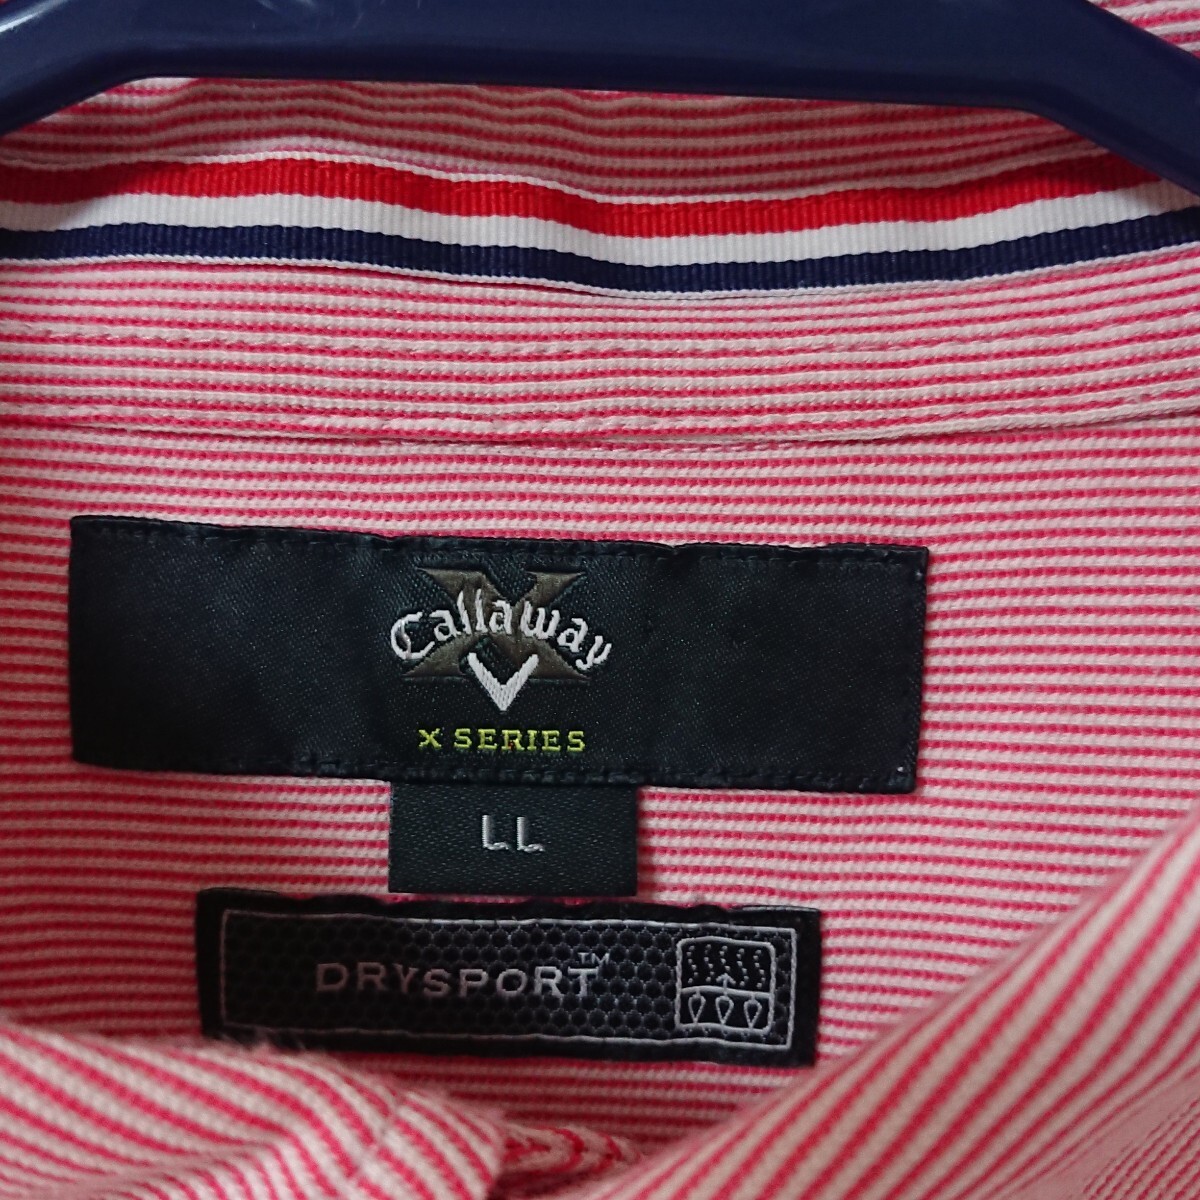 Callaway
X SERIES
LL
DRYSPORT™